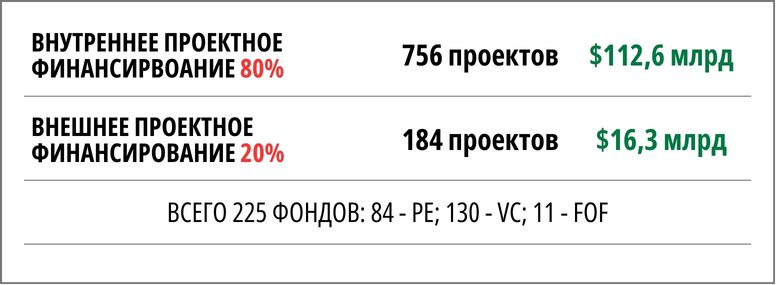 ВНУТРЕННЕЕ ПРОЕКТНОЕ
ФИНАНСИРВОАНИЕ 80%
756 проектов
$112,6 млрд
ВНЕШНЕЕ ПРОЕКТНОЕ
ФИНАНСИРОВАНИЕ 20%
184 проектов
$16,3 млрд
ВСЕГО 225 ФОНДОВ: 84 - PE; 130 - VC; 11 - FOF